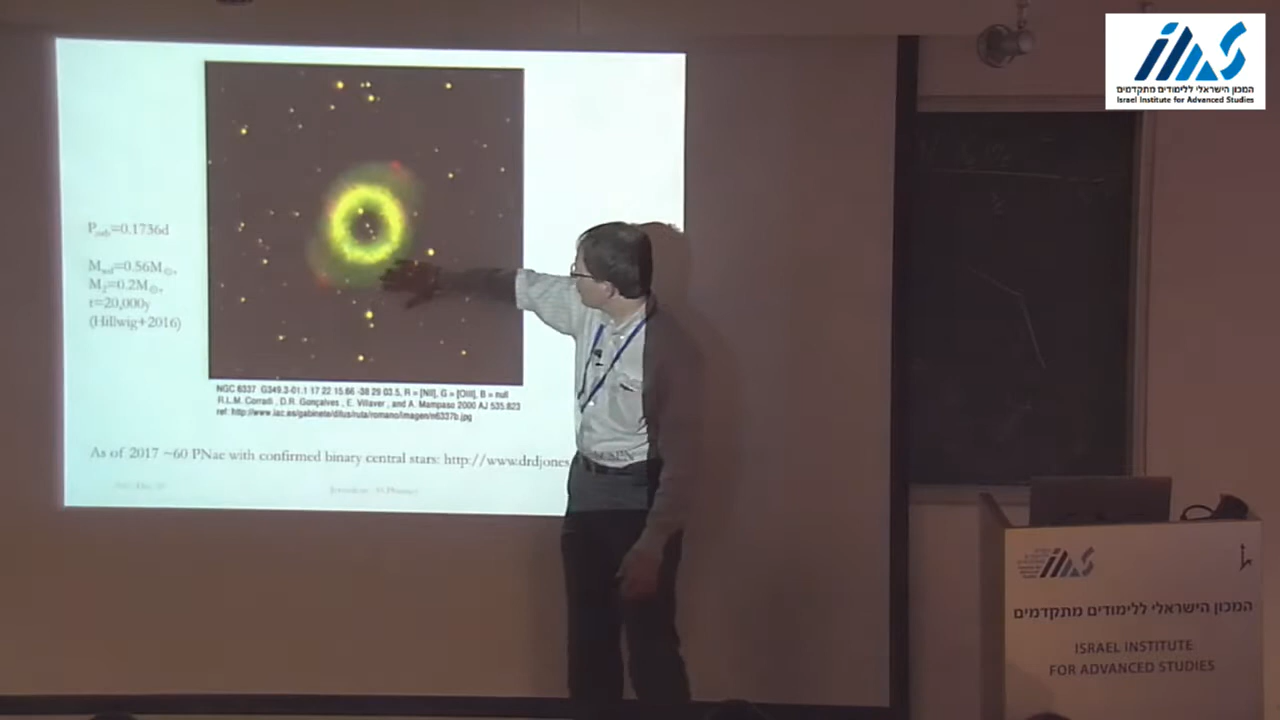 P_orb=0.1736d
M_wd=0.56M⊙,
M_2=0.2M⊙,
t=20,000y
(Hillwig+2016)
NGC 6337 G349.3-01.1 17 22 15.66 -38 29 03.5, R = [NII], G = [OIII], B = null
R.L.M. Corradi , D.R. Gonçalves , E. Villaver , and A. Mampaso 2000 AJ 535.823
ref: http://www.iac.es/gabinete/difus/ruta/romano/imagen/n6337b.jpg
As of 2017 ~60 PNae with confirmed binary central stars: http://www.drdjones
המכון הישראלי ללימודים מתקדמים
Israel Institute for Advanced Studies
המכון הישראלי ללימודים מתקדמים
ISRAEL INSTITUTE
FOR ADVANCED STUDIES